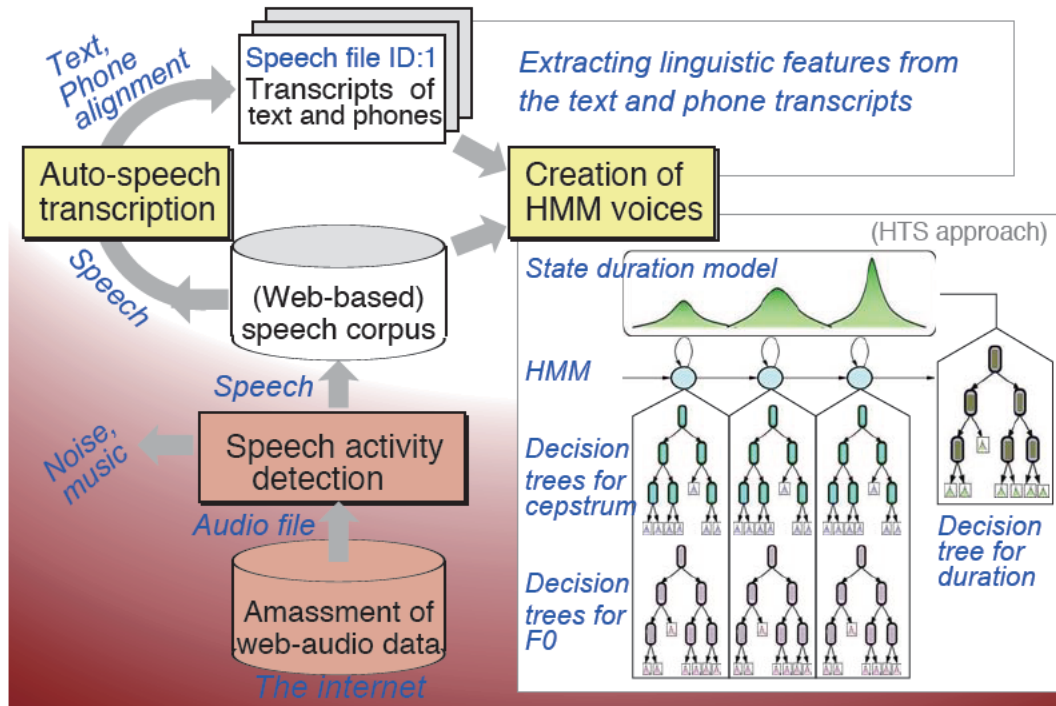 Text,
Phone
alignment
Speech file ID:1
Transcripts of
text and phones
Extracting linguistic features from
the text and phone transcripts
Auto-speech
transcription
Creation of
HMM voices
(HTS approach)
State duration model
Speech
(Web-based)
speech corpus
HMM
Speech
Noise,
music
Speech activity
detection
Decision
trees for
cepstrum
Audio file
Decision
tree for
duration
Decision
trees for
F0
Amassment of
web-audio data
The internet